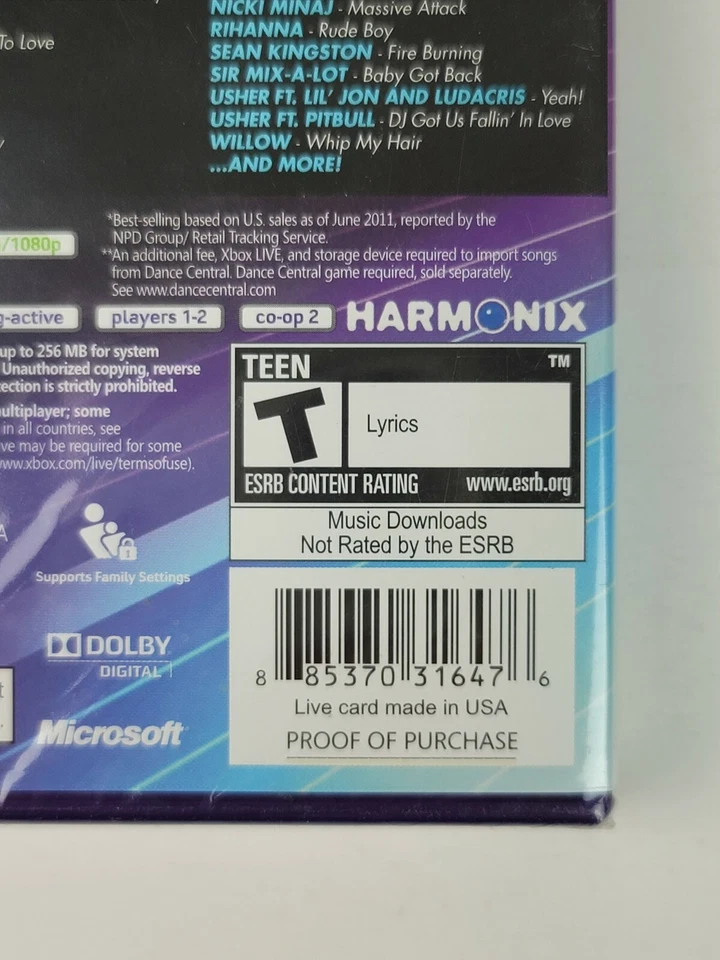 NICKI MINAJ - Massive Attack
To Love
RIHANNA - Rude Boy
SEAN KINGSTON - Fire Burning
SIR MIX-A-LOT - Baby Got Back
USHER FT. LIL' JON AND LUDACRIS - Yeah!
USHER FT. PITBULL - DJ Got Us Fallin' In Love
WILLOW - Whip My Hair
...AND MORE!
*Best-selling based on U.S. sales as of June 2011, reported by the
NPD Group/ Retail Tracking Service.
/1080p
**An additional fee, Xbox LIVE, and storage device required to import songs
from Dance Central. Dance Central game required, sold separately.
See www.dancecentral.com
g-active
players 1-2
co-op 2
HARMONIX
up to 256 MB for system
Unauthorized copying, reverse
ection is strictly prohibited.
ultiplayer; some
in all countries, see
ve may be required for some
ww.xbox.com/live/termsofuse).
TEEN TM
T
Lyrics
ESRB CONTENT RATING www.esrb.org
Music Downloads
Not Rated by the ESRB
A
Supports Family Settings
DOLBY
DIGITAL
Microsoft
8 85370 31647 6
Live card made in USA
PROOF OF PURCHASE